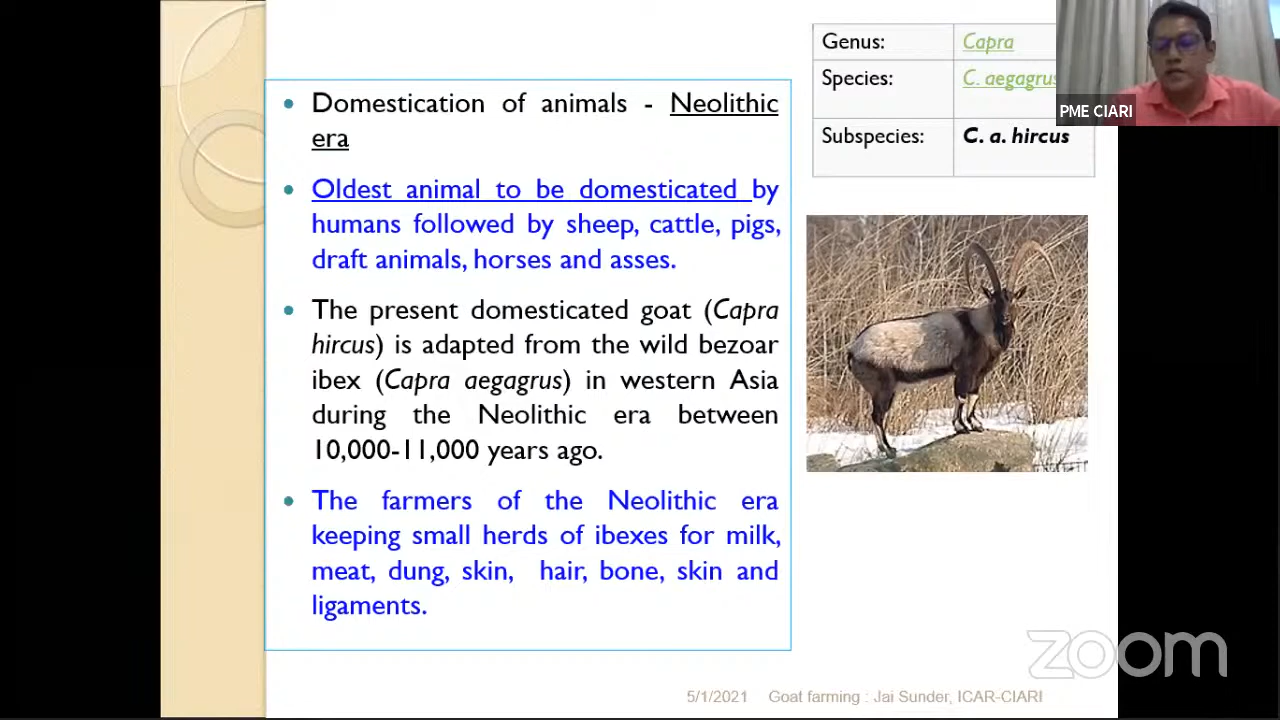 Genus: Capra
Species: C. aegagrus
Subspecies: C. a. hircus
PME CIARI
• Domestication of animals - Neolithic
era
• Oldest animal to be domesticated by
humans followed by sheep, cattle, pigs,
draft animals, horses and asses.
• The present domesticated goat (Capra
hircus) is adapted from the wild bezoar
ibex (Capra aegagrus) in western Asia
during the Neolithic era between
10,000-11,000 years ago.
• The farmers of the Neolithic era
keeping small herds of ibexes for milk,
meat, dung, skin, hair, bone, skin and
ligaments.
zoom
5/1/2021 Goat farming : Jai Sunder, ICAR-CIARI